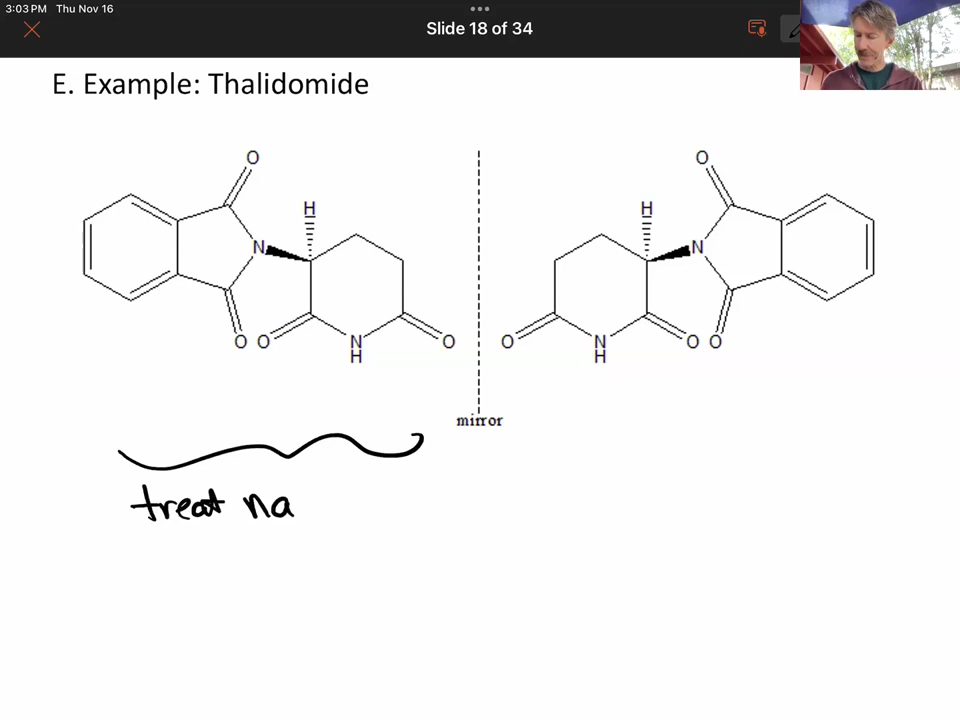 3:03 PM Thu Nov 16
Slide 18 of 34
E. Example: Thalidomide
O O
H H
N N
O O O O O O
N N
H H
mirror
treat na